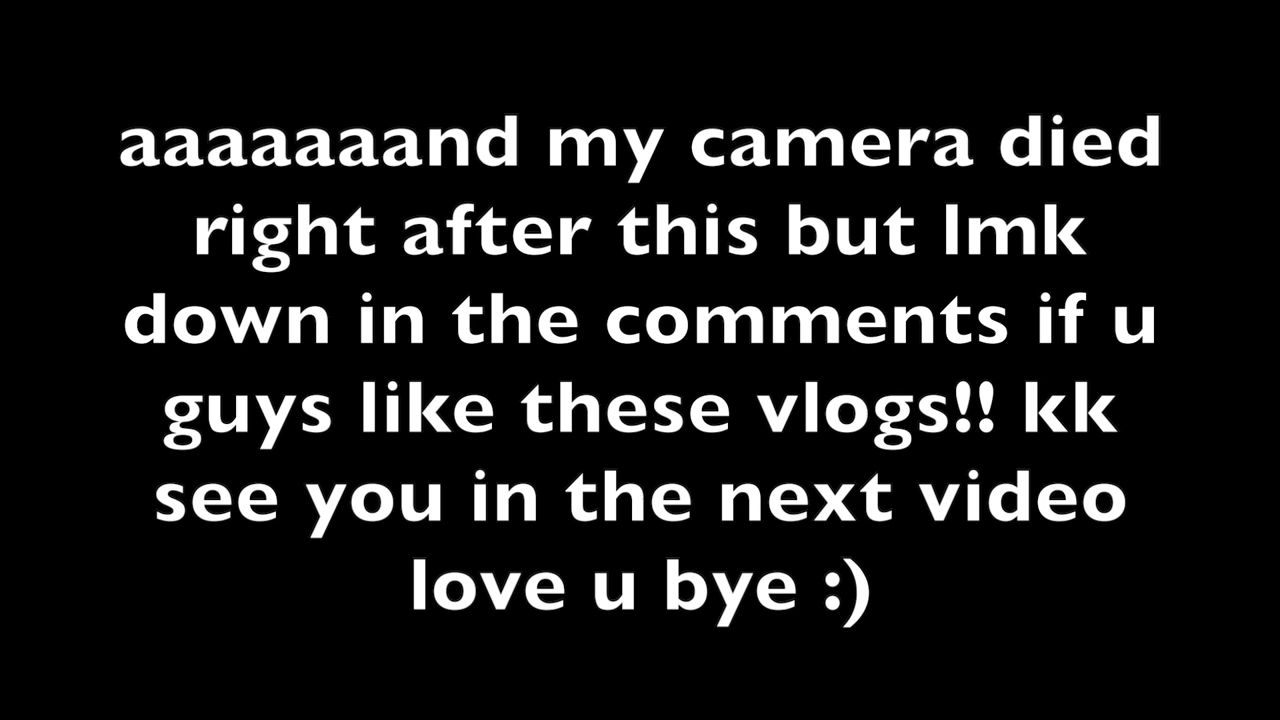 aaaaaaand my camera died
right after this but lmk
down in the comments if u
guys like these vlogs!! kk
see you in the next video
love u bye :)